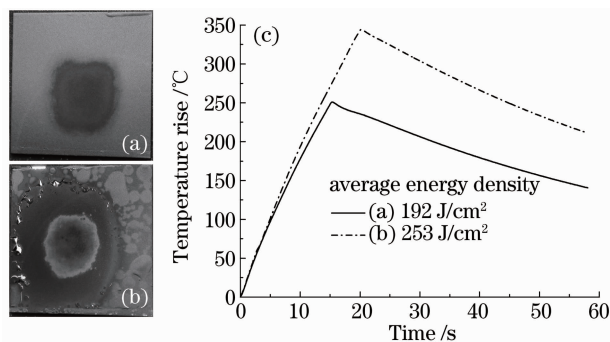 (a)
(b)
(c)
Temperature rise /℃
350
300
250
200
150
100
50
0
average energy density
(a) 192 J/cm²
(b) 253 J/cm²
0 10 20 30 40 50 60
Time /s